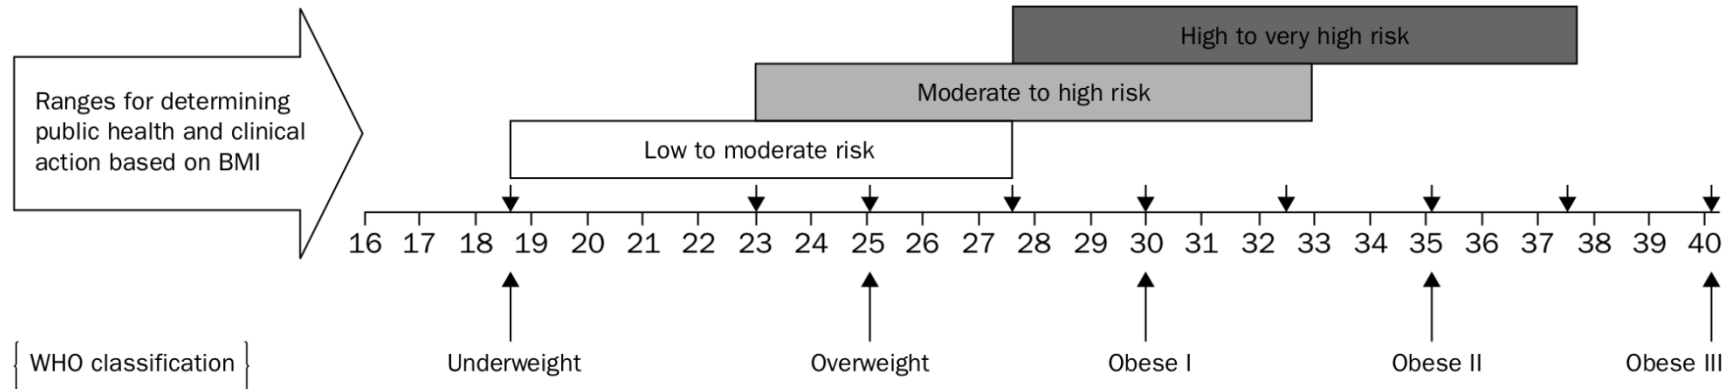 High to very high risk
Moderate to high risk
Low to moderate risk
Ranges for determining
public health and clinical
action based on BMI
16 17 18 19 20 21 22 23 24 25 26 27 28 29 30 31 32 33 34 35 36 37 38 39 40
WHO classification
Underweight
Overweight
Obese I
Obese II
Obese III